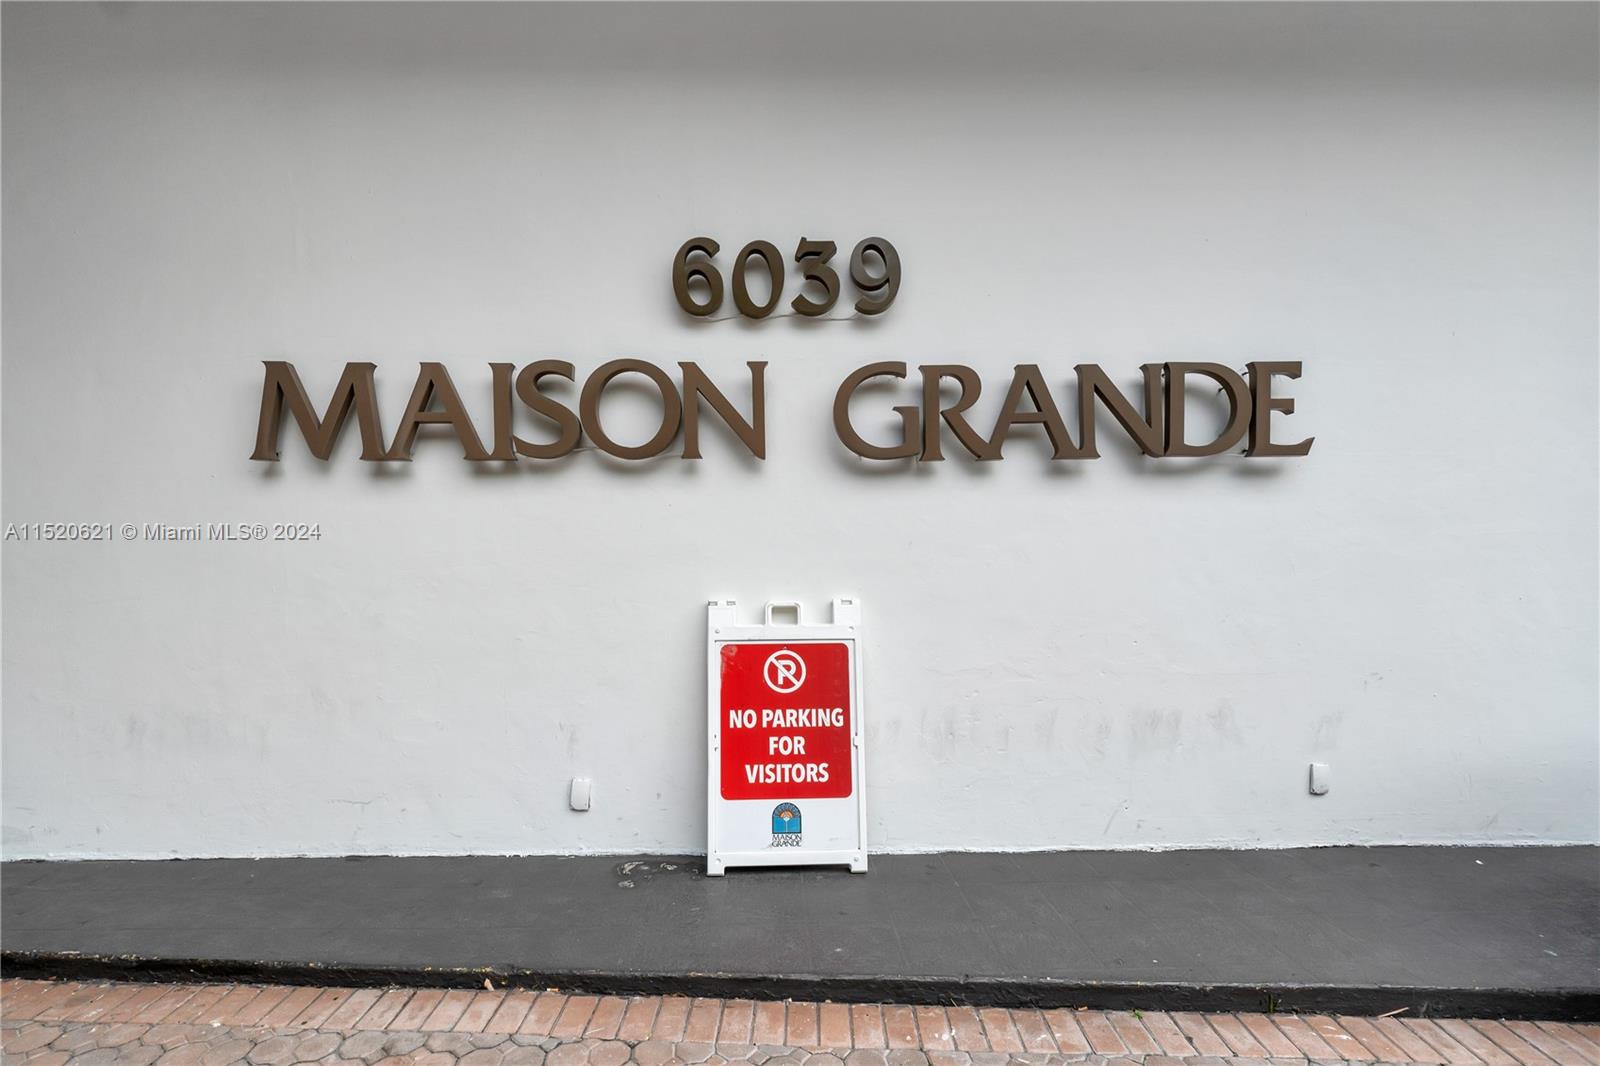 6039
MAISON GRANDE
A11520621 © Miami MLS® 2024
P
NO PARKING
FOR
VISITORS
MAISON
GRANDE